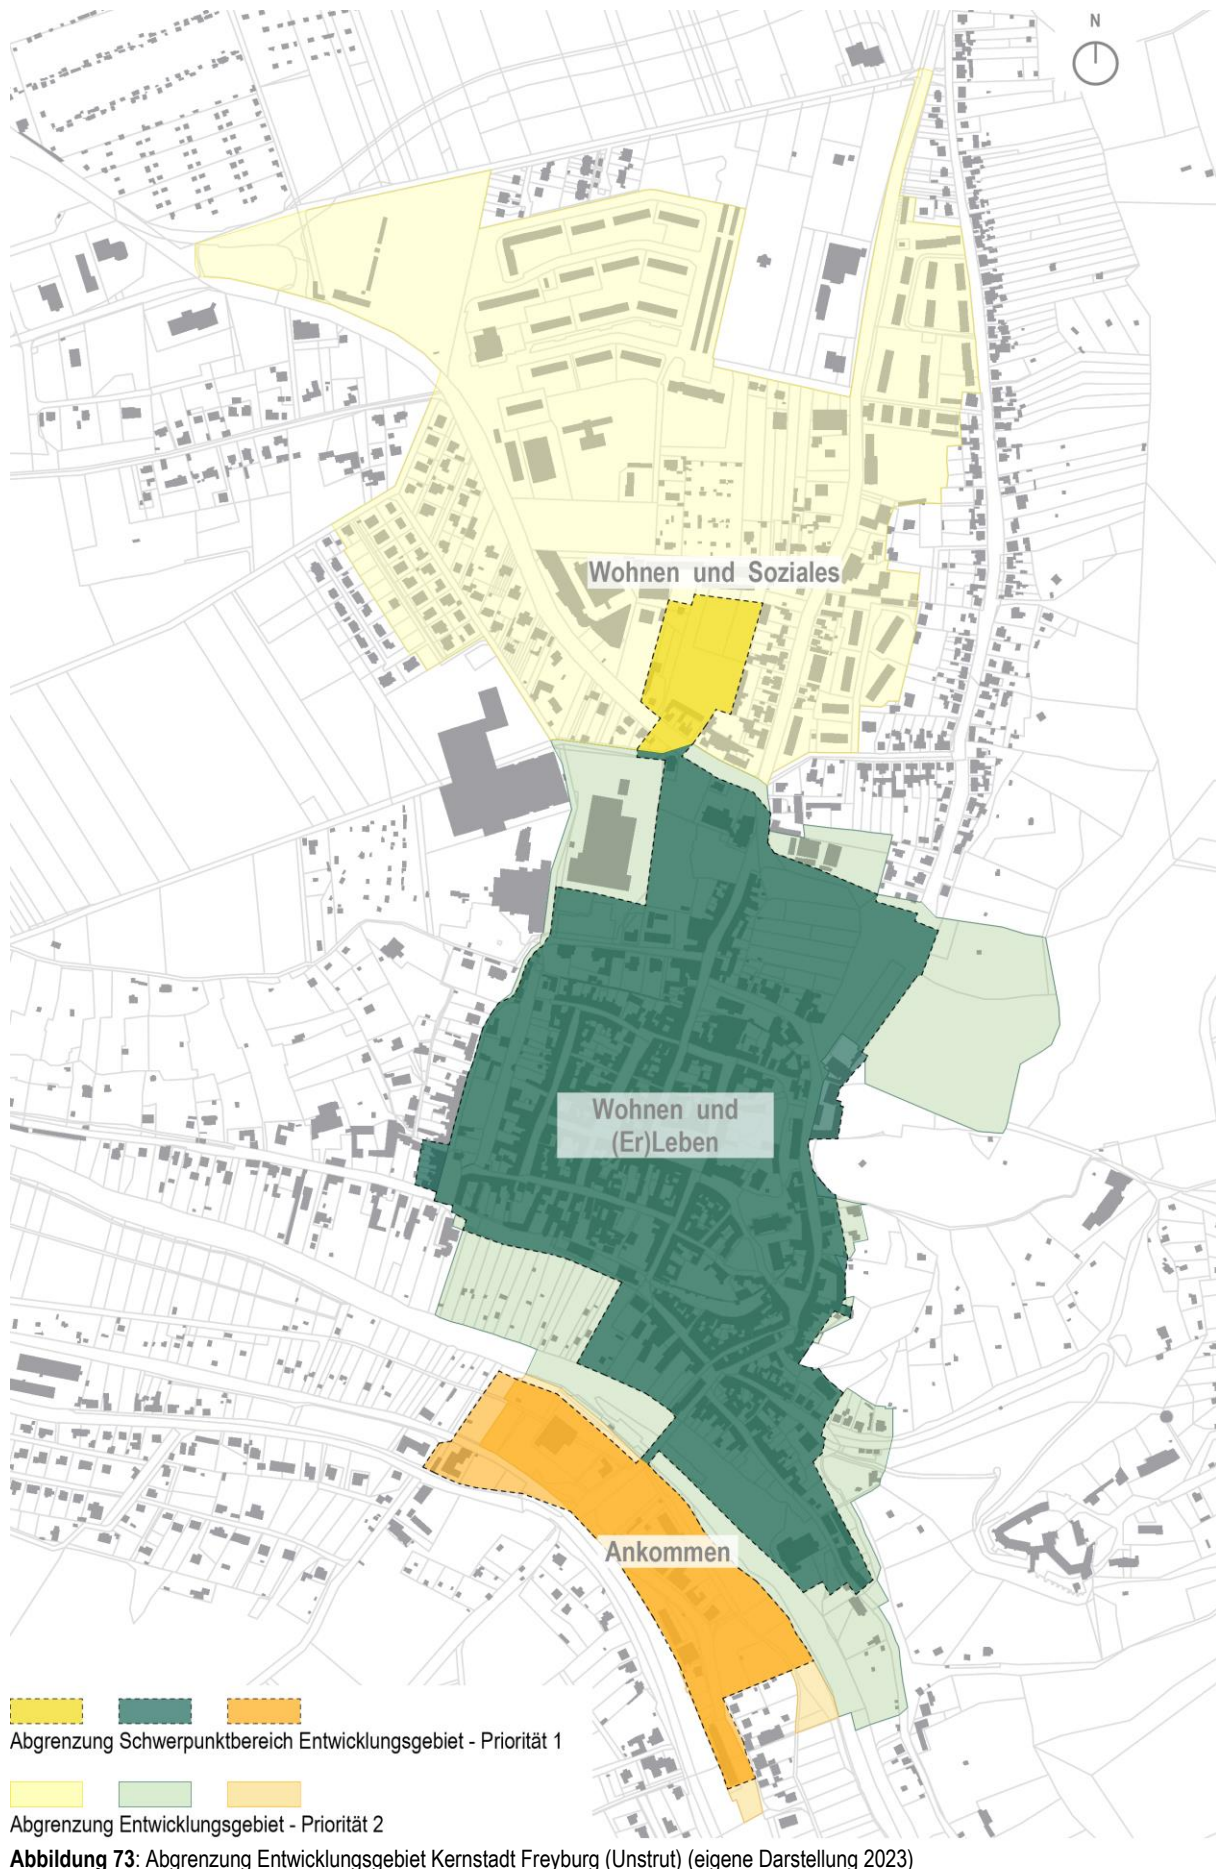 N
Wohnen und Soziales
Wohnen und
(Er)Leben
Ankommen
Abgrenzung Schwerpunktbereich Entwicklungsgebiet - Priorität 1
Abgrenzung Entwicklungsgebiet - Priorität 2
Abbildung 73: Abgrenzung Entwicklungsgebiet Kernstadt Freyburg (Unstrut) (eigene Darstellung 2023)